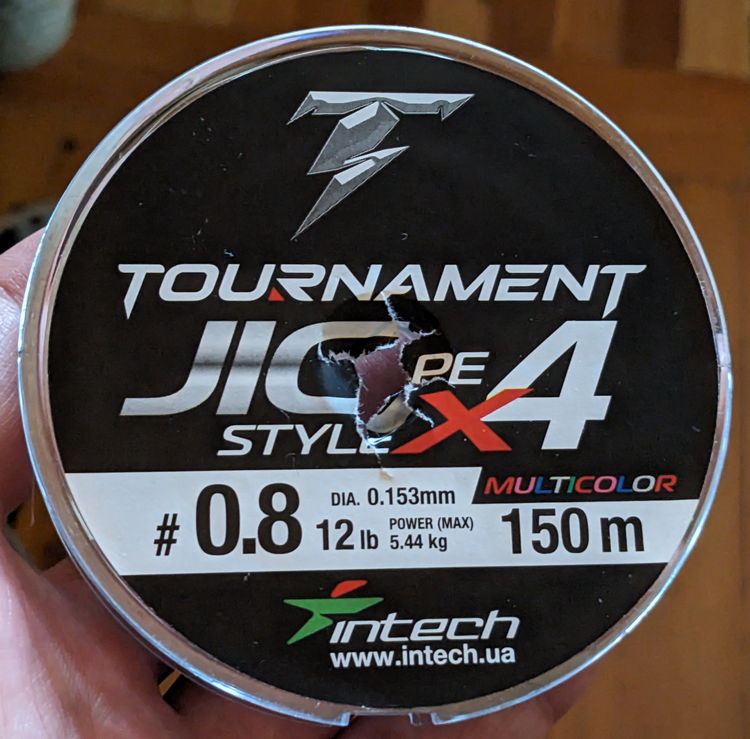 TOURNAMENT
JIG PE X4
STYLE
MULTICOLOR
# 0.8 DIA. 0.153mm
12 lb POWER (MAX) 5.44 kg
150 m
intech
www.intech.ua